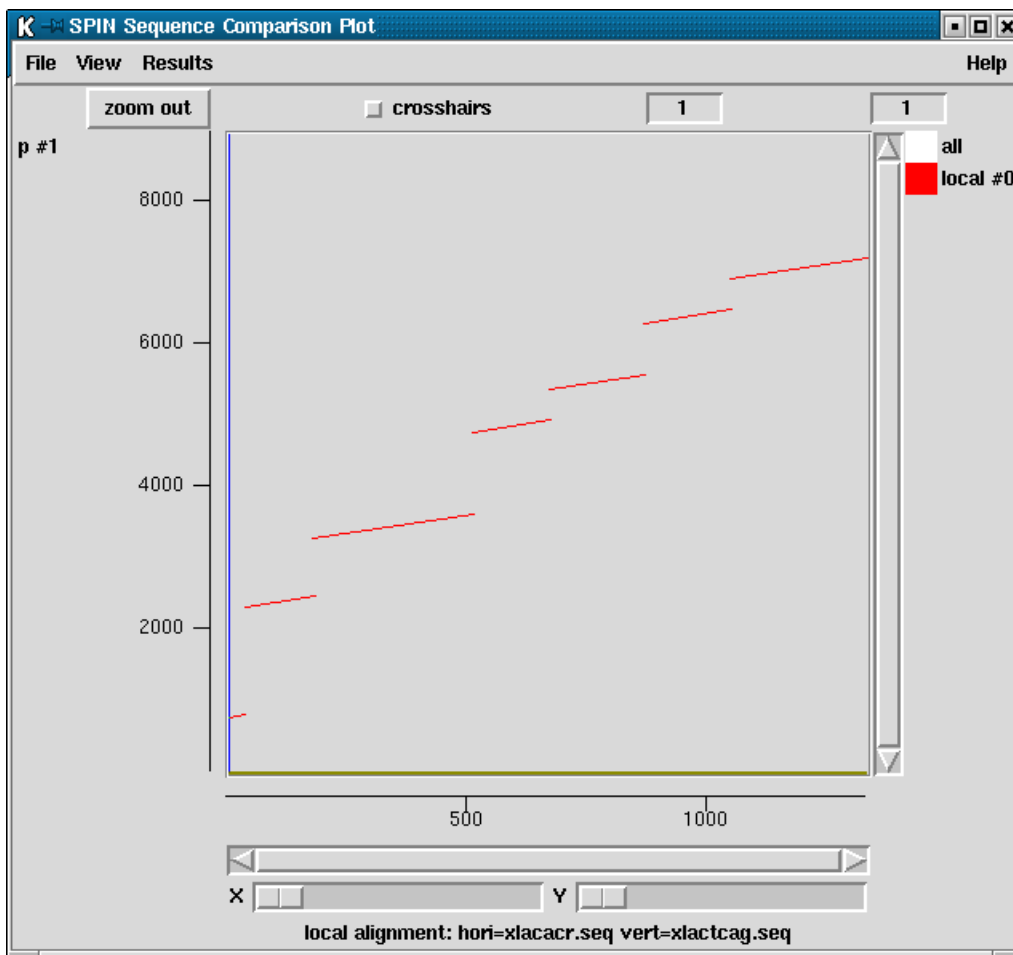 K SPIN Sequence Comparison Plot
File View Results Help
zoom out crosshairs 1 1
p #1
all
local #0
8000
6000
4000
2000
500 1000
X Y
local alignment: hori=xlacacr.seq vert=xlactcag.seq